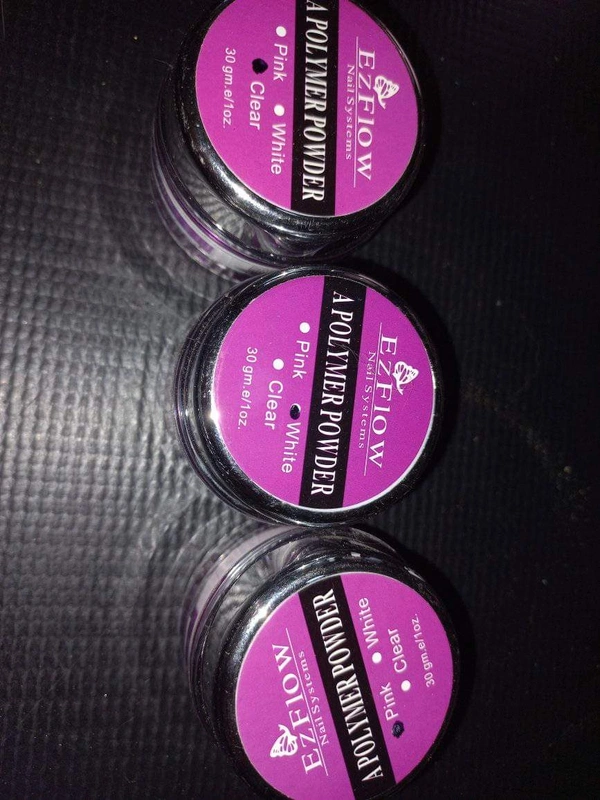 EzFlow
Nail Systems
A POLYMER POWDER
Pink White
Clear
30 gm.e/1oz.
EzFlow
Nail Systems
A POLYMER POWDER
Pink White
Clear
30 gm.e/1oz.
EzFlow
Nail Systems
A POLYMER POWDER
Pink White
Clear
30 gm.e/1oz.